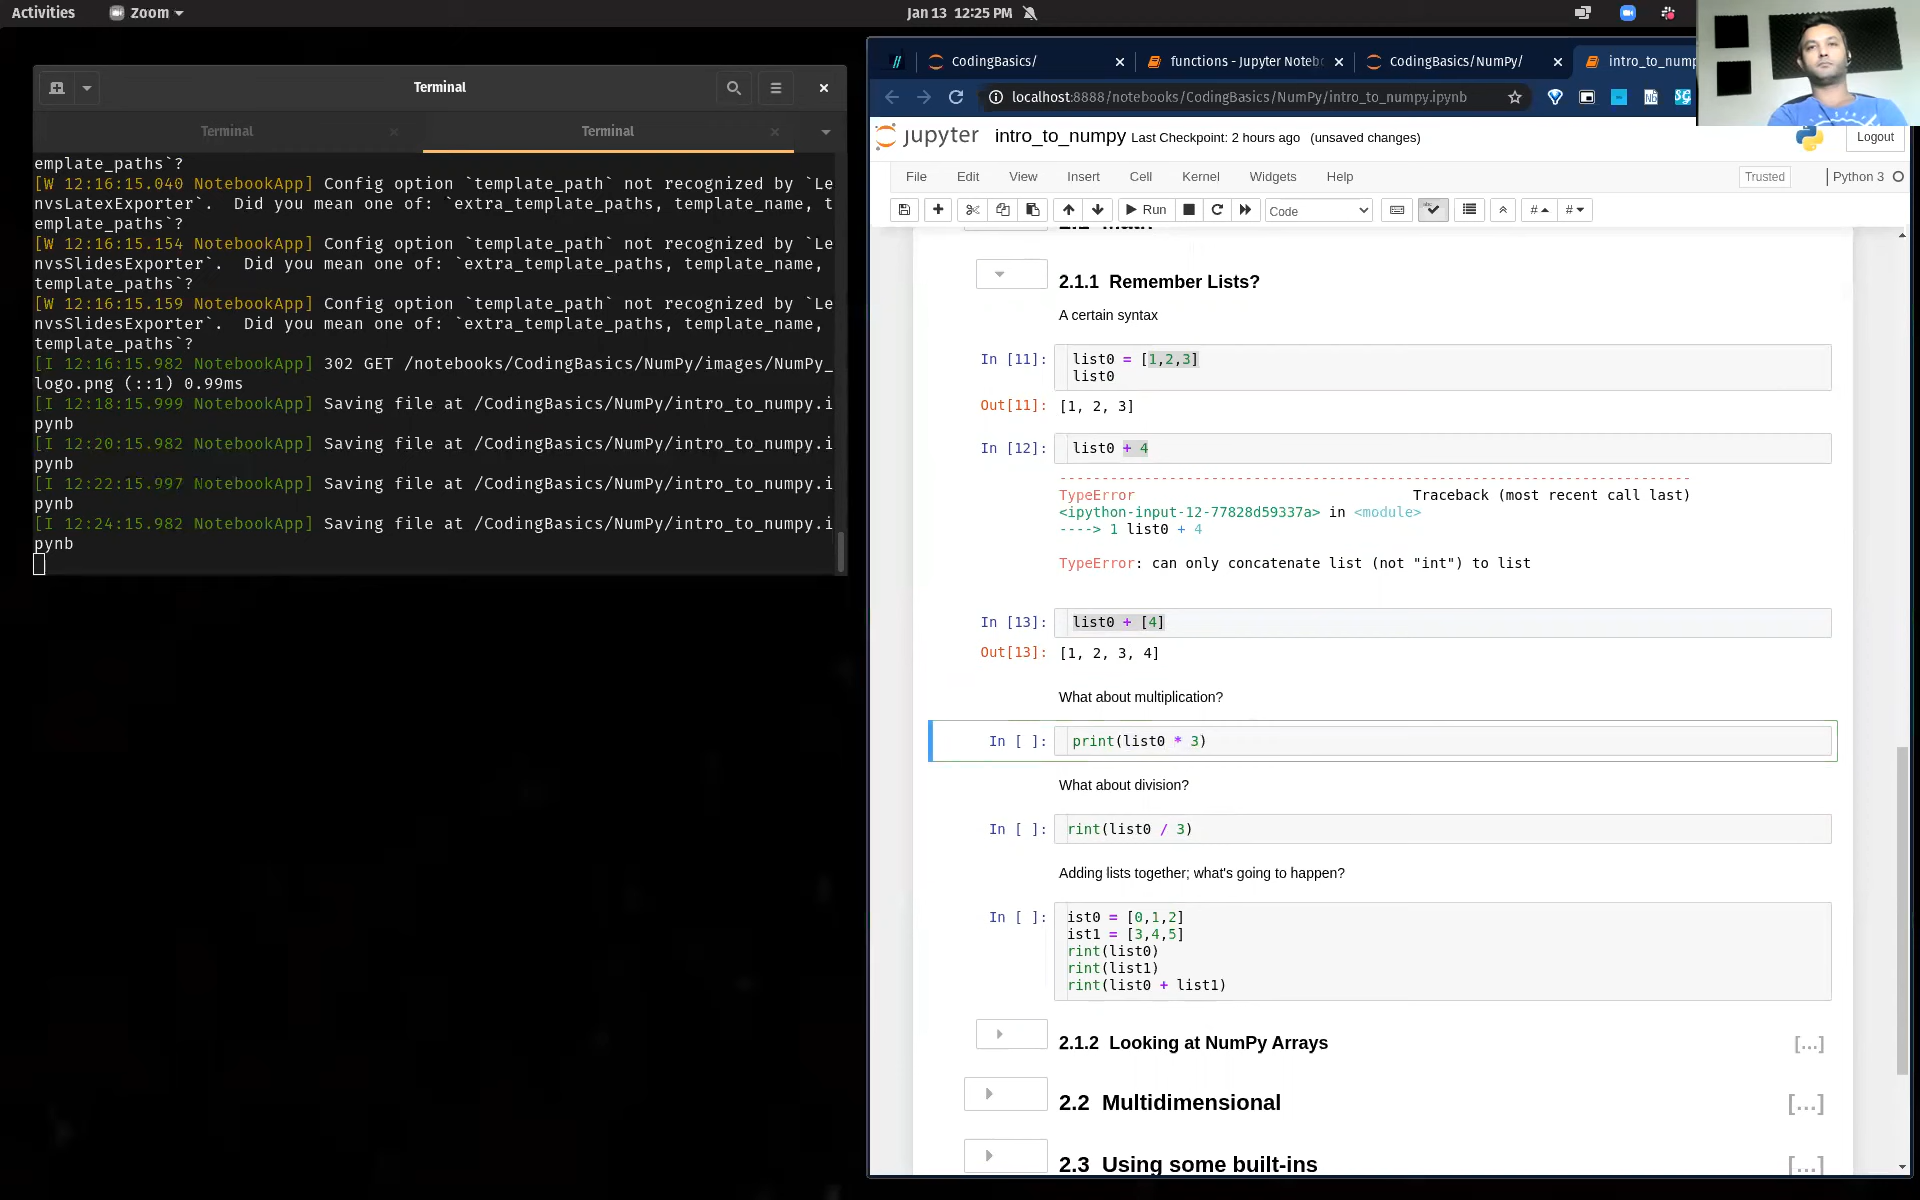 Activities
Zoom
Jan 13 12:25 PM
Terminal
Terminal
Terminal
emplate_paths`?
[W 12:16:15.040 NotebookApp] Config option `template_path` not recognized by `Le
nvsLatexExporter`.  Did you mean one of: `extra_template_paths, template_name, t
emplate_paths`?
[W 12:16:15.154 NotebookApp] Config option `template_path` not recognized by `Le
nvsSlidesExporter`.  Did you mean one of: `extra_template_paths, template_name,
template_paths`?
[W 12:16:15.159 NotebookApp] Config option `template_path` not recognized by `Le
nvsSlidesExporter`.  Did you mean one of: `extra_template_paths, template_name,
template_paths`?
[I 12:16:15.982 NotebookApp] 302 GET /notebooks/CodingBasics/NumPy/images/NumPy_
logo.png (::1) 0.99ms
[I 12:18:15.999 NotebookApp] Saving file at /CodingBasics/NumPy/intro_to_numpy.i
pynb
[I 12:20:15.982 NotebookApp] Saving file at /CodingBasics/NumPy/intro_to_numpy.i
pynb
[I 12:22:15.997 NotebookApp] Saving file at /CodingBasics/NumPy/intro_to_numpy.i
pynb
[I 12:24:15.982 NotebookApp] Saving file at /CodingBasics/NumPy/intro_to_numpy.i
pynb
CodingBasics/
functions - Jupyter Noteb
CodingBasics/NumPy/
intro_to_nump
localhost:8888/notebooks/CodingBasics/NumPy/intro_to_numpy.ipynb
jupyter intro_to_numpy Last Checkpoint: 2 hours ago (unsaved changes)
Logout
File Edit View Insert Cell Kernel Widgets Help
Trusted
Python 3
Run
Code
2.1.1 Remember Lists?
A certain syntax
In [11]: list0 = [1,2,3]
list0
Out[11]: [1, 2, 3]
In [12]: list0 + 4
---------------------------------------------------------------------------
TypeError Traceback (most recent call last)
<ipython-input-12-77828d59337a> in <module>
----> 1 list0 + 4
TypeError: can only concatenate list (not "int") to list
In [13]: list0 + [4]
Out[13]: [1, 2, 3, 4]
What about multiplication?
In [ ]: print(list0 * 3)
What about division?
In [ ]: rint(list0 / 3)
Adding lists together; what's going to happen?
In [ ]: ist0 = [0,1,2]
ist1 = [3,4,5]
rint(list0)
rint(list1)
rint(list0 + list1)
2.1.2 Looking at NumPy Arrays [...]
2.2 Multidimensional [...]
2.3 Using some built-ins [...]